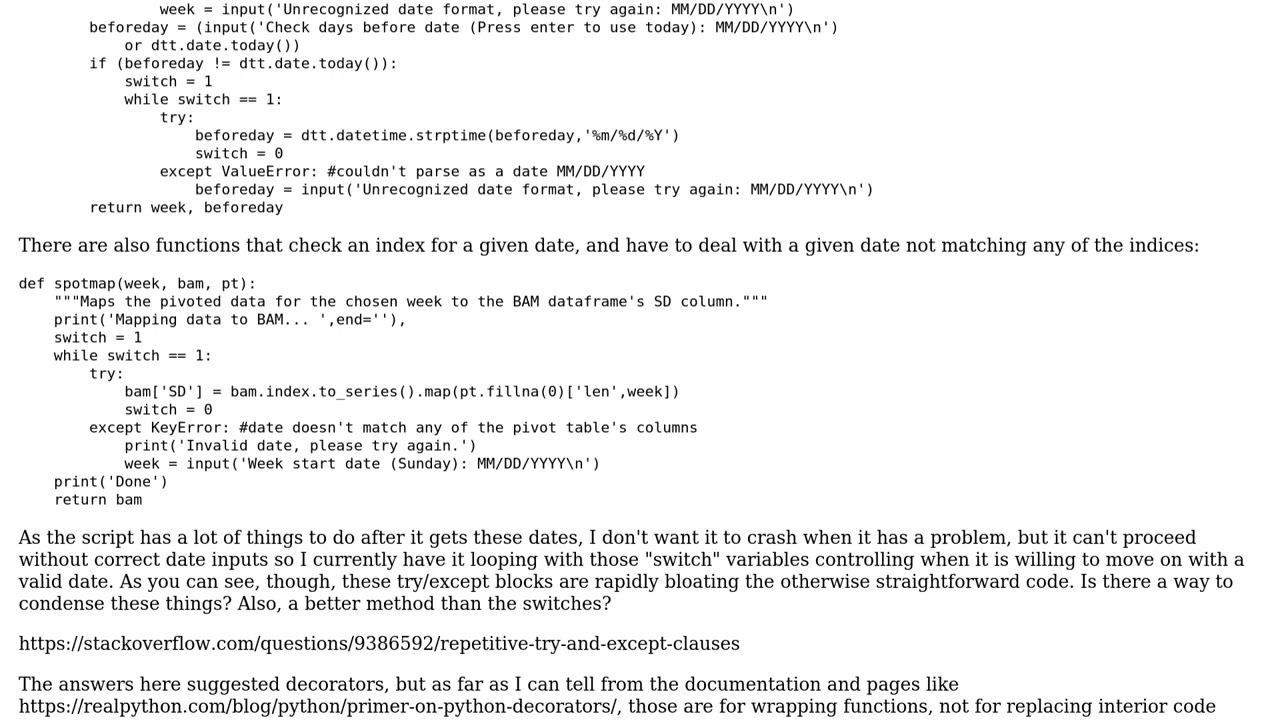 week = input('Unrecognized date format, please try again: MM/DD/YYYY\n')
        beforeday = (input('Check days before date (Press enter to use today): MM/DD/YYYY\n')
            or dtt.date.today())
        if (beforeday != dtt.date.today()):
            switch = 1
            while switch == 1:
                try:
                    beforeday = dtt.datetime.strptime(beforeday,'%m/%d/%Y')
                    switch = 0
                except ValueError: #couldn't parse as a date MM/DD/YYYY
                    beforeday = input('Unrecognized date format, please try again: MM/DD/YYYY\n')
        return week, beforeday
There are also functions that check an index for a given date, and have to deal with a given date not matching any of the indices:
def spotmap(week, bam, pt):
    """Maps the pivoted data for the chosen week to the BAM dataframe's SD column."""
    print('Mapping data to BAM... ',end=''),
    switch = 1
    while switch == 1:
        try:
            bam['SD'] = bam.index.to_series().map(pt.fillna(0)['len',week])
            switch = 0
        except KeyError: #date doesn't match any of the pivot table's columns
            print('Invalid date, please try again.')
            week = input('Week start date (Sunday): MM/DD/YYYY\n')
    print('Done')
    return bam
As the script has a lot of things to do after it gets these dates, I don't want it to crash when it has a problem, but it can't proceed
without correct date inputs so I currently have it looping with those "switch" variables controlling when it is willing to move on with a
valid date. As you can see, though, these try/except blocks are rapidly bloating the otherwise straightforward code. Is there a way to
condense these things? Also, a better method than the switches?
https://stackoverflow.com/questions/9386592/repetitive-try-and-except-clauses
The answers here suggested decorators, but as far as I can tell from the documentation and pages like
https://realpython.com/blog/python/primer-on-python-decorators/, those are for wrapping functions, not for replacing interior code